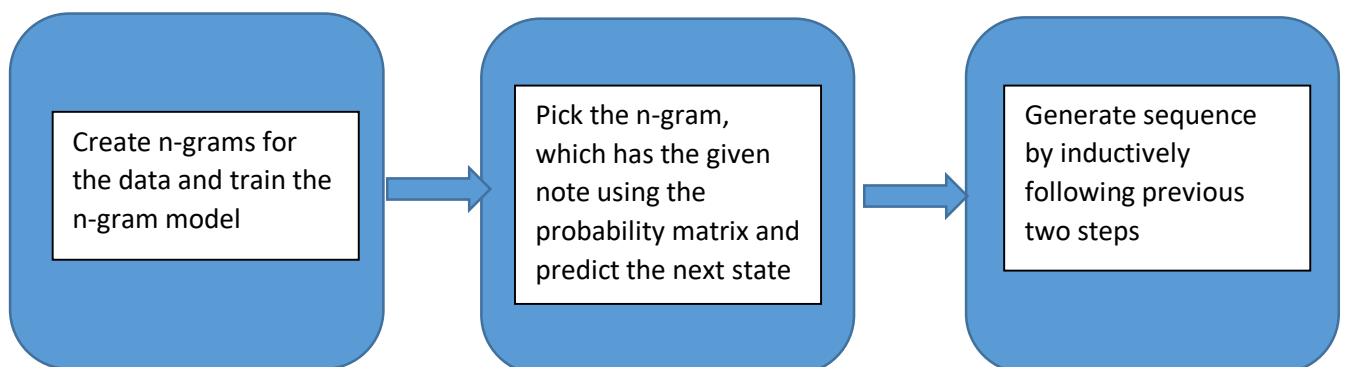 Create n-grams for
the data and train the
n-gram model
Pick the n-gram,
which has the given
note using the
probability matrix and
predict the next state
Generate sequence
by inductively
following previous
two steps